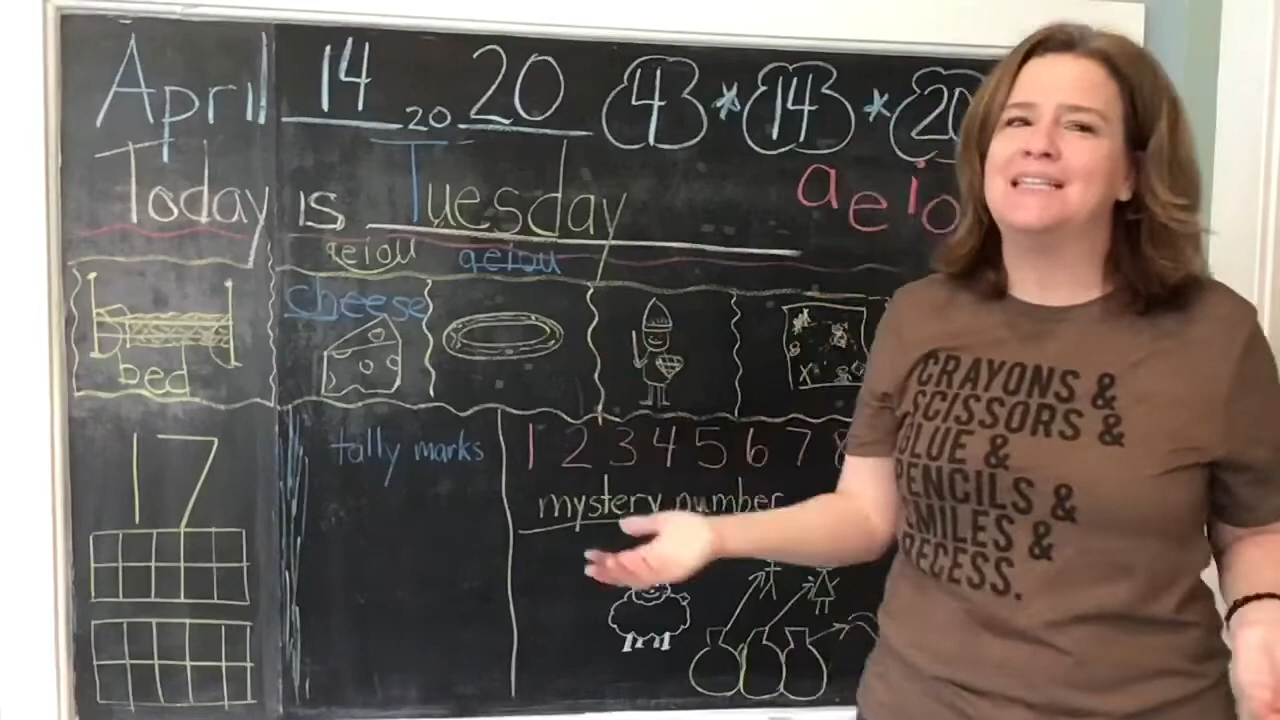 April 14 20 20 4 * 14 * 20
Today is Tuesday a e i o
aeiou aeiou
cheese
bed
17
tally marks
1 2 3 4 5 6 7 8
mystery number
X
CRAYONS &
SCISSORS &
GLUE &
PENCILS &
SMILES &
RECESS.